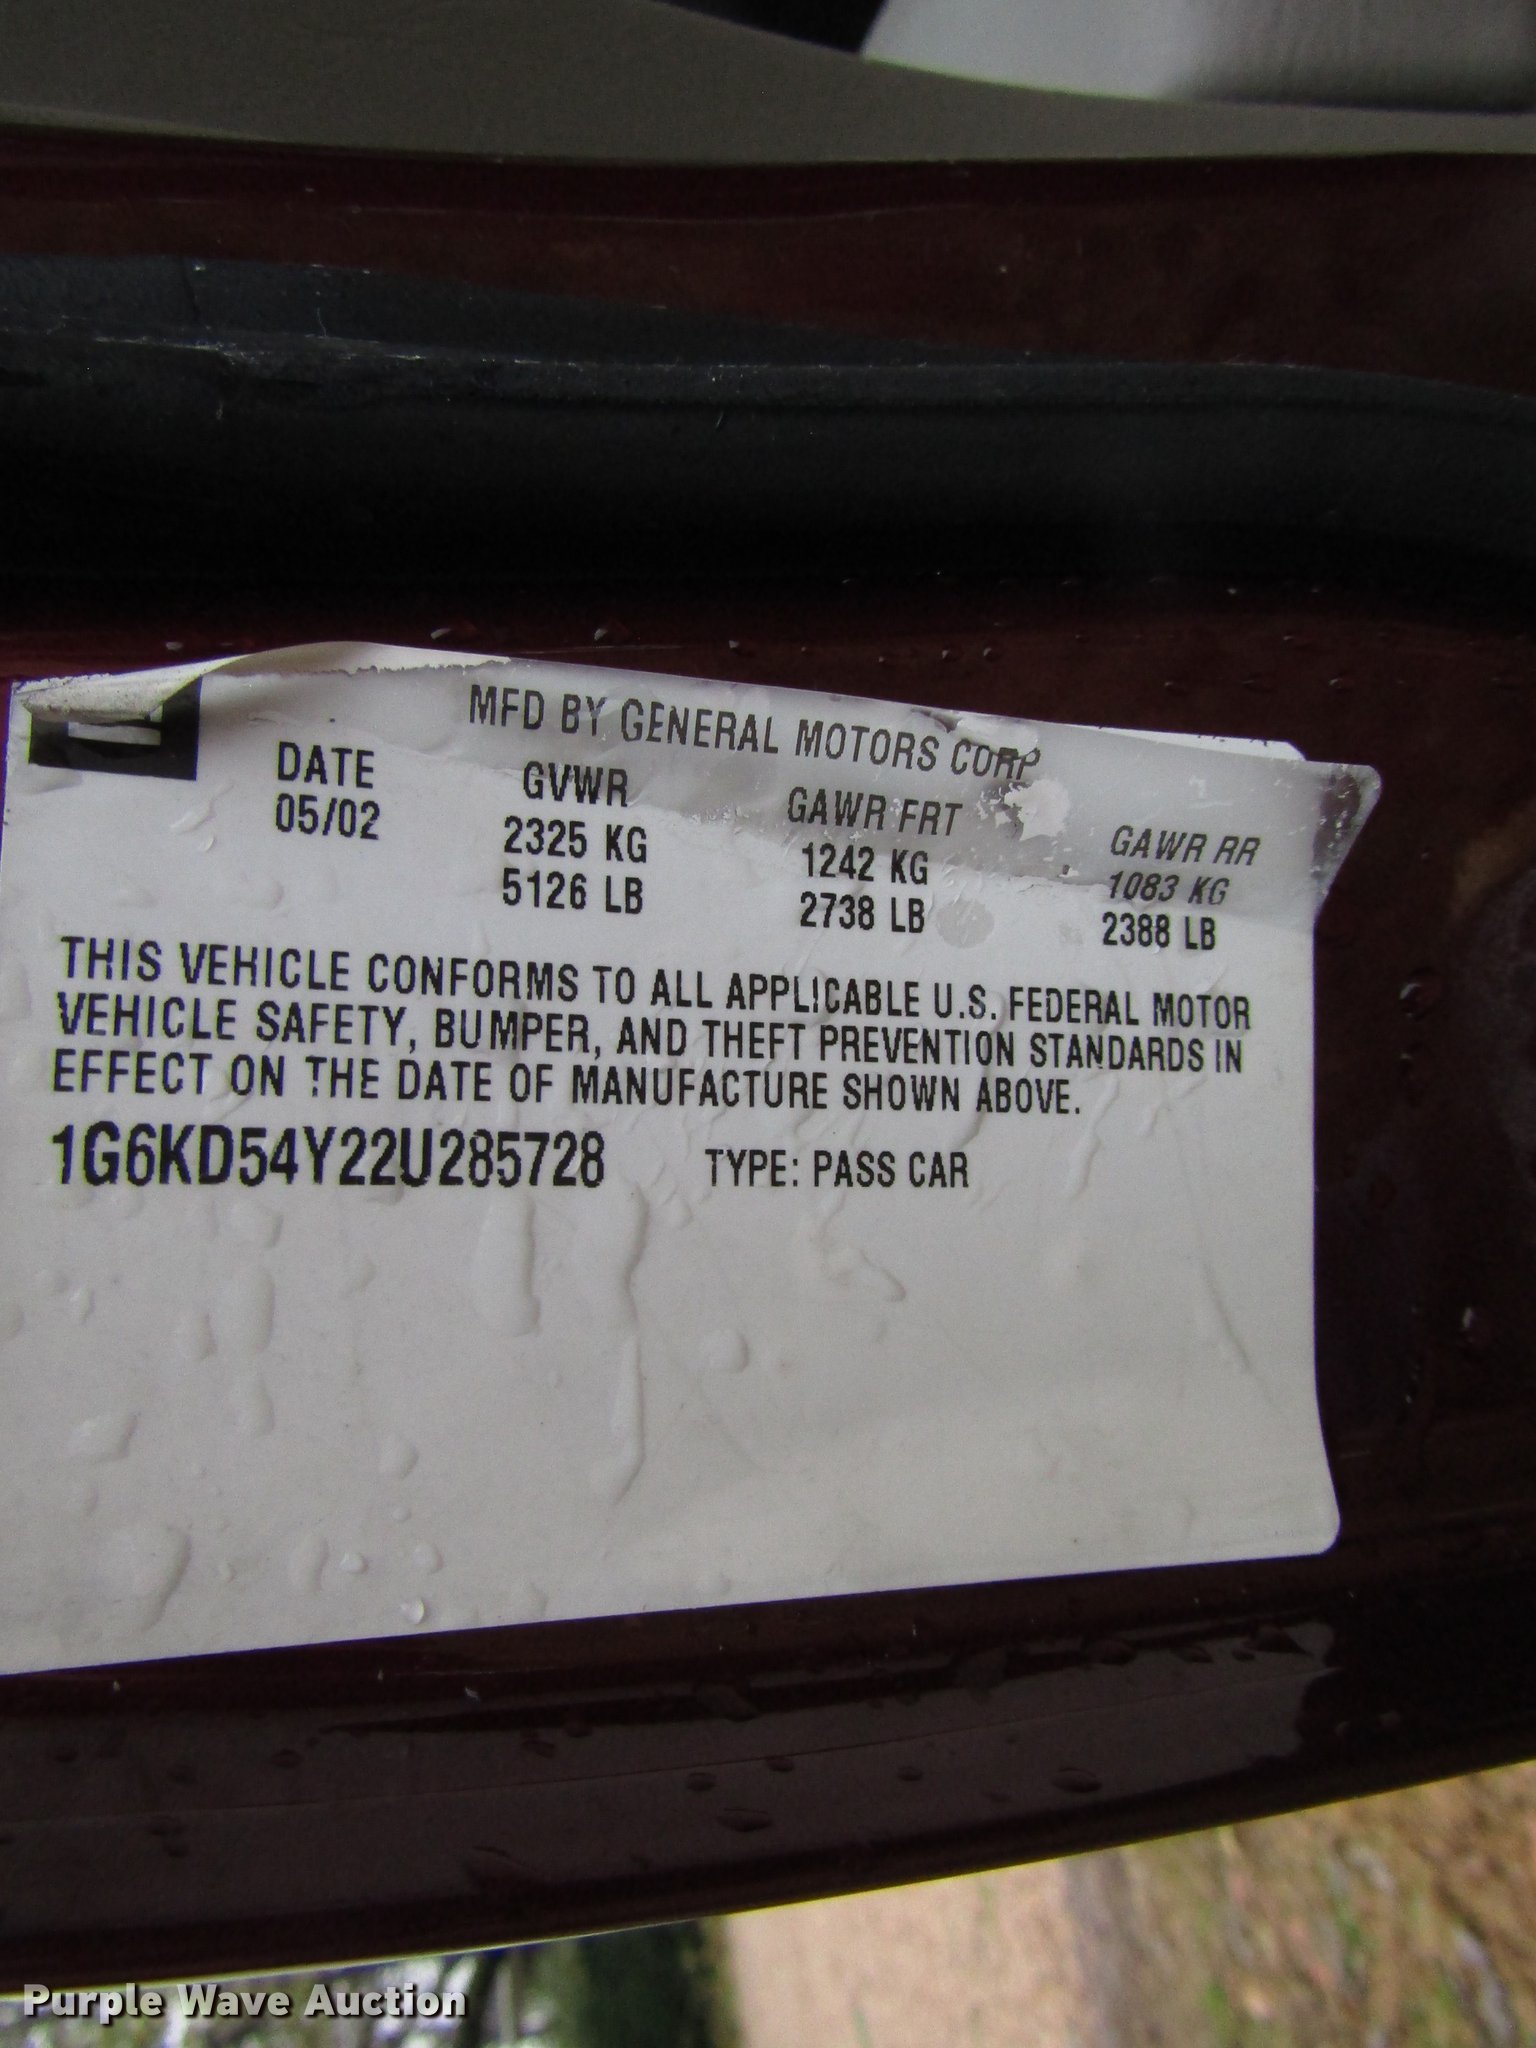 MFD BY GENERAL MOTORS CORP
DATE GVWR GAWR FRT GAWR RR
05/02 2325 KG 1242 KG 1083 KG
5126 LB 2738 LB 2388 LB
THIS VEHICLE CONFORMS TO ALL APPLICABLE U.S. FEDERAL MOTOR
VEHICLE SAFETY, BUMPER, AND THEFT PREVENTION STANDARDS IN
EFFECT ON THE DATE OF MANUFACTURE SHOWN ABOVE.
1G6KD54Y22U285728 TYPE: PASS CAR
Purple Wave Auction